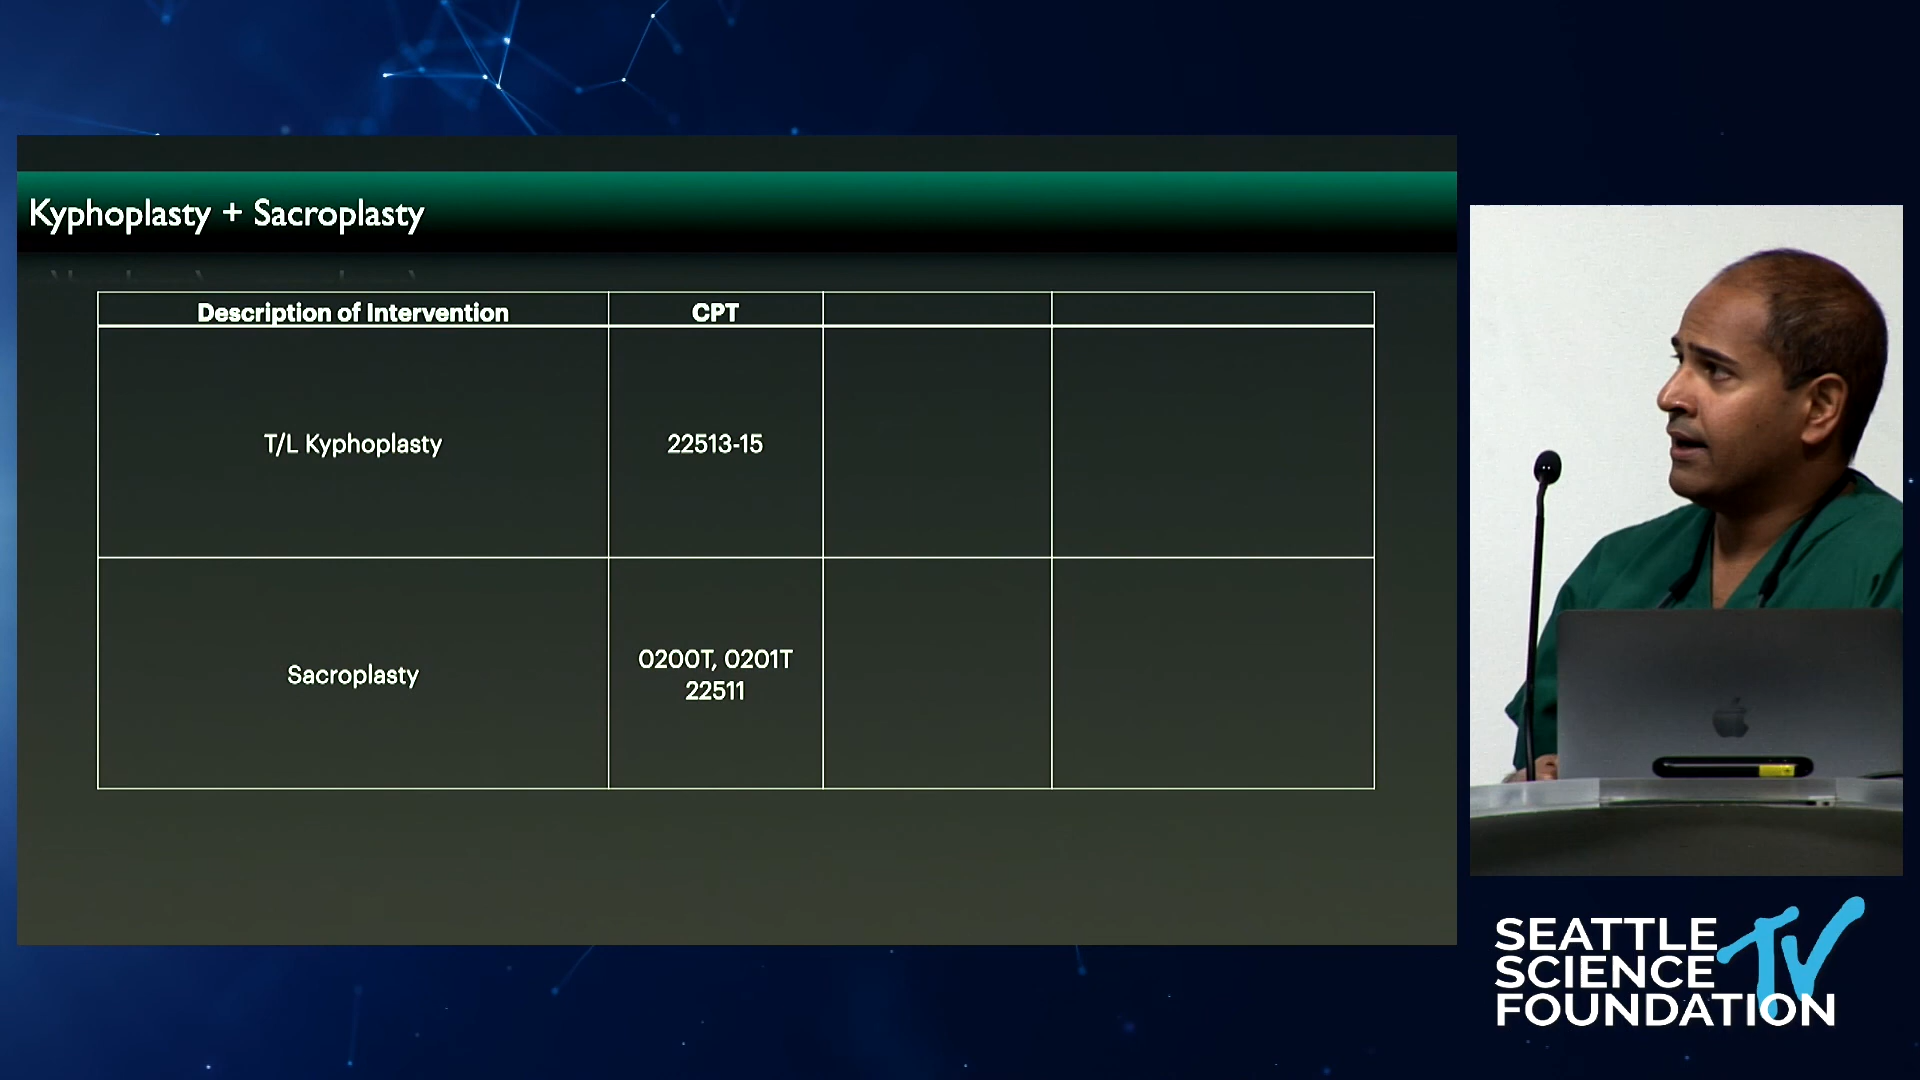 Kyphoplasty + Sacroplasty
Description of Intervention
CPT
T/L Kyphoplasty
22513-15
Sacroplasty
0200T, 0201T
22511
SEATTLE
SCIENCE
FOUNDATION
TV